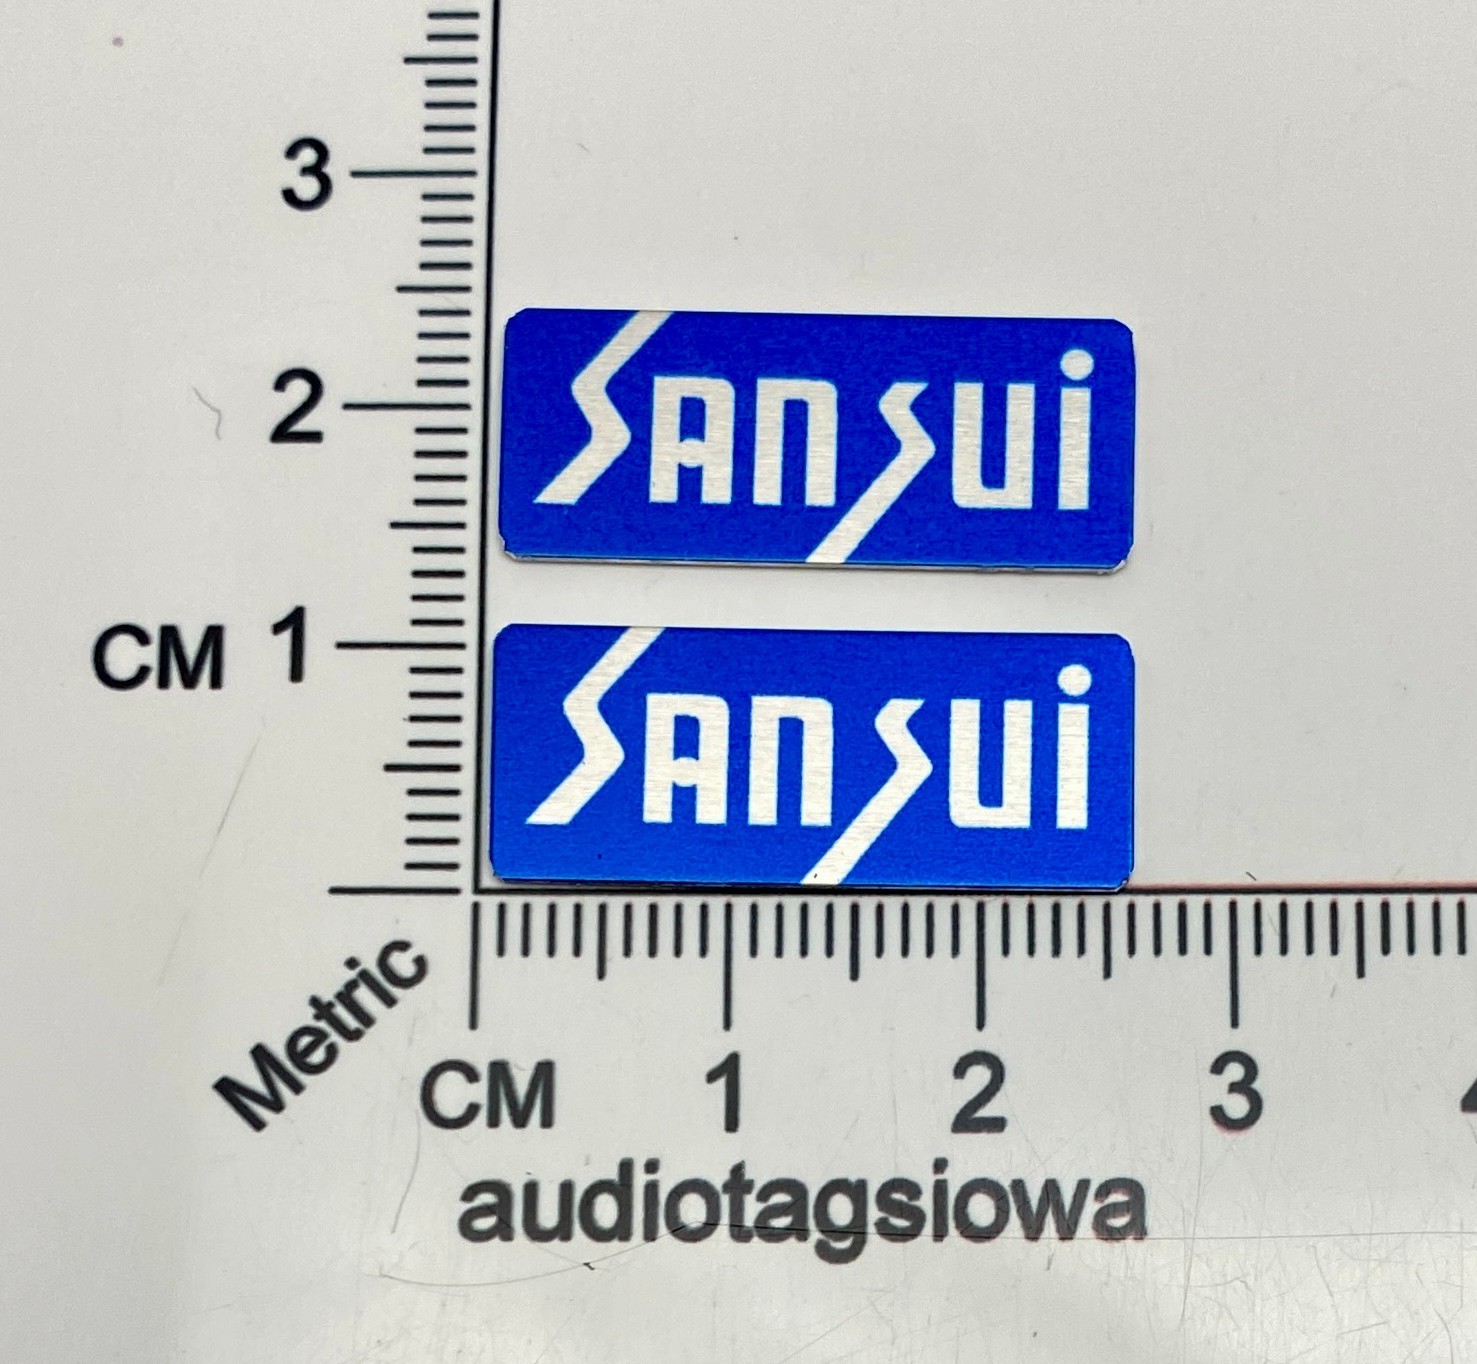 3
2
CM 1
Sansui
Sansui
Metric
CM 1 2 3
audiotagsiowa